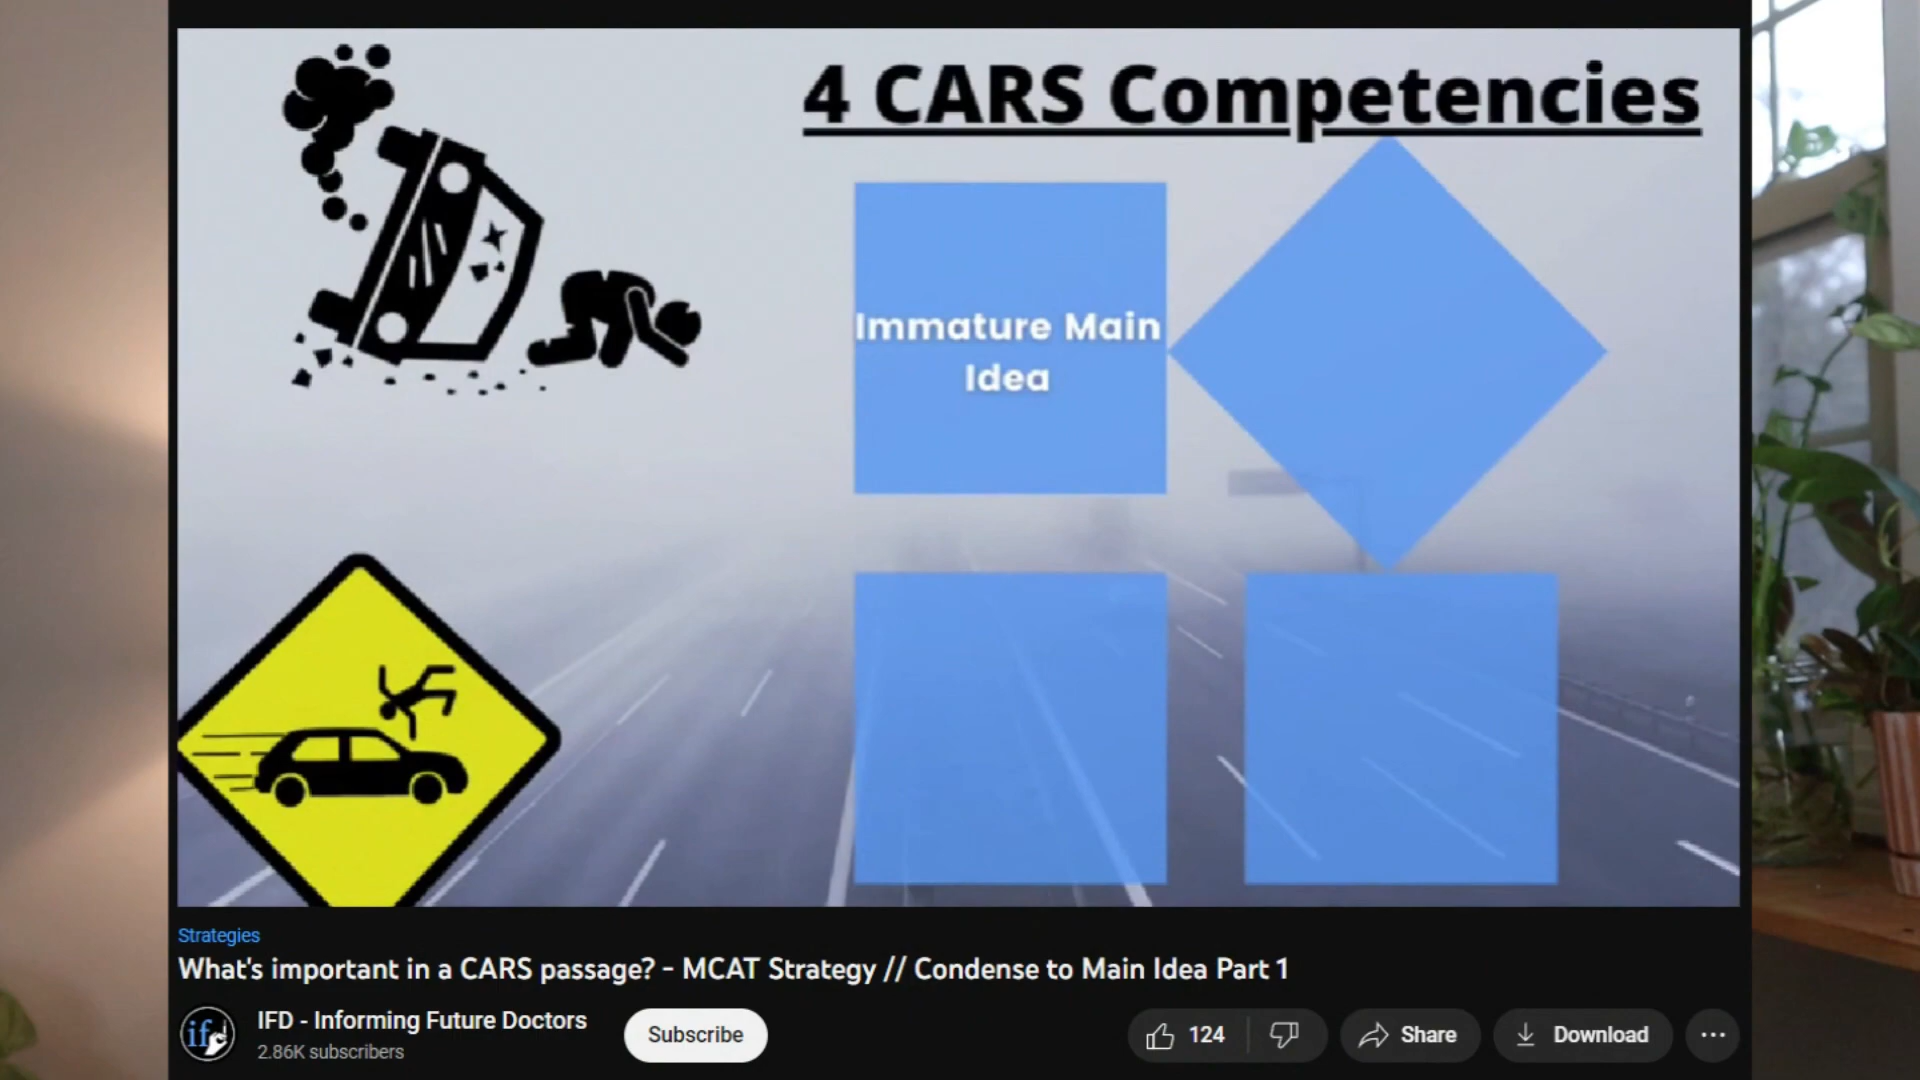 4 CARS Competencies
Immature Main
Idea
Strategies
What's important in a CARS passage? - MCAT Strategy // Condense to Main Idea Part 1
if
IFD - Informing Future Doctors
2.86K subscribers
Subscribe
124
Share
Download